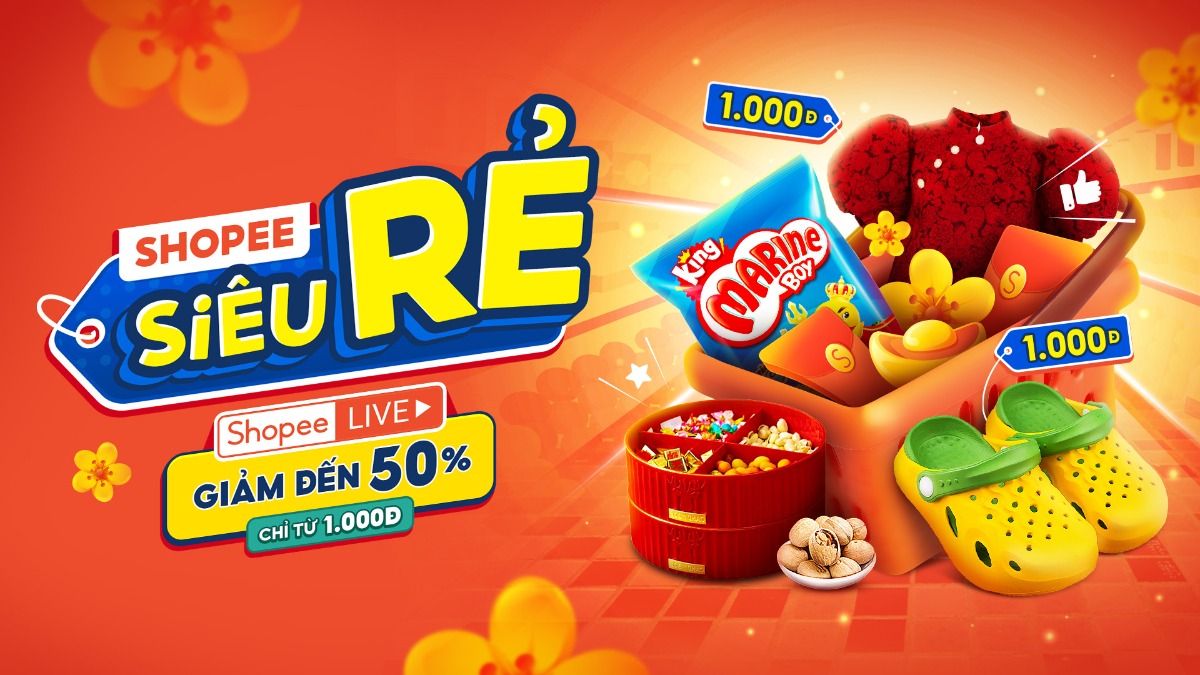 SHOPEE
SiÊU RẺ
Shopee LIVE
GIẢM ĐẾN 50%
CHỈ TỪ 1.000Đ
1.000Đ
King
MARINE
BOY
S
S
1.000Đ